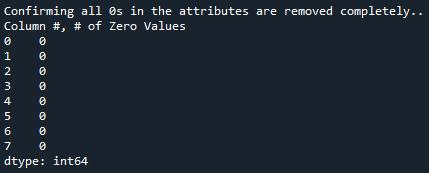 Confirming all 0s in the attributes are removed completely..
Column #, # of Zero Values
0 0
1 0
2 0
3 0
4 0
5 0
6 0
7 0
dtype: int64